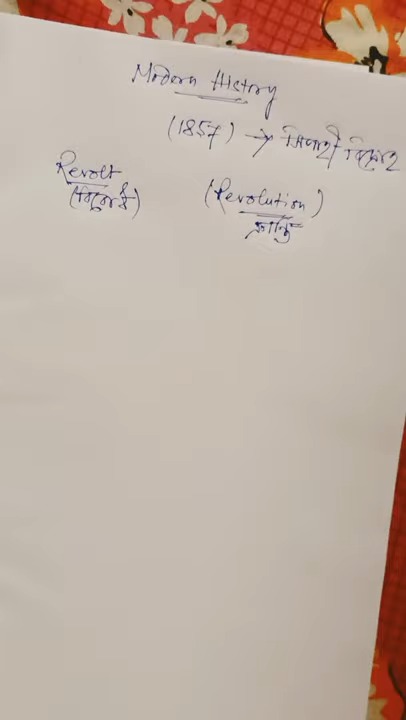 Modern History
(1857) → सिपाही विद्रोह
Revolt (Revolution)
(विद्रोह) क्रान्ति